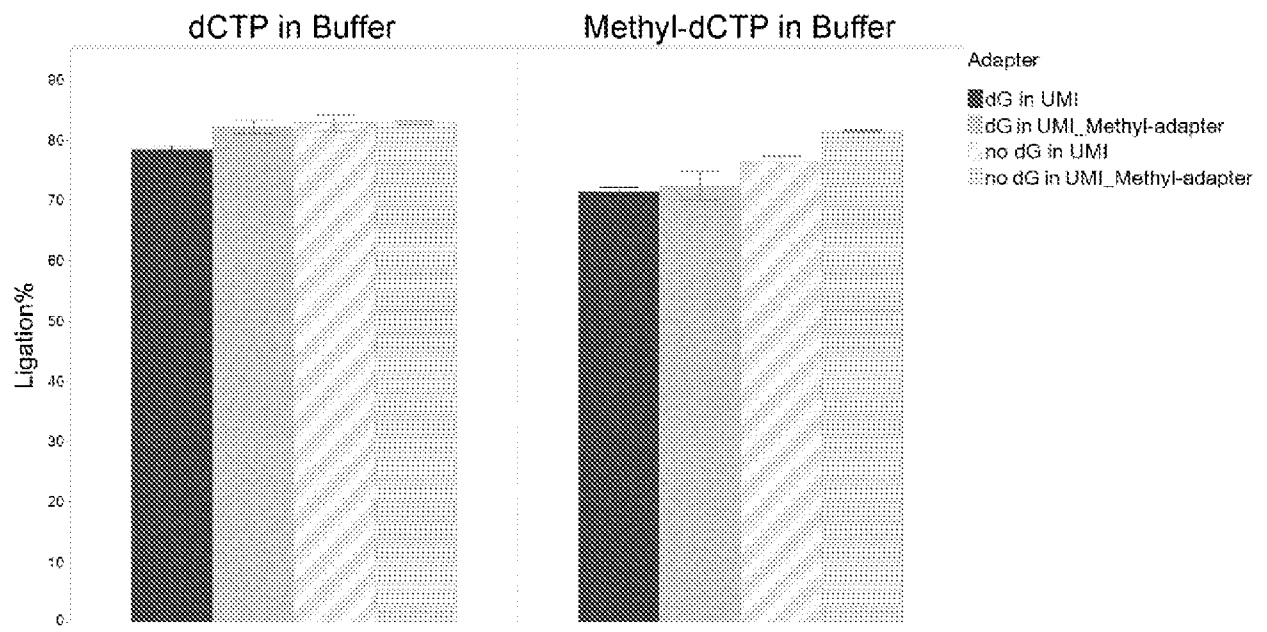 dCTP in Buffer
Methyl-dCTP in Buffer
Adapter
dG in UMI
dG in UMI_Methyl-adapter
no dG in UMI
no dG in UMI_Methyl-adapter
Ligation%
90
80
70
60
50
40
30
20
10
0